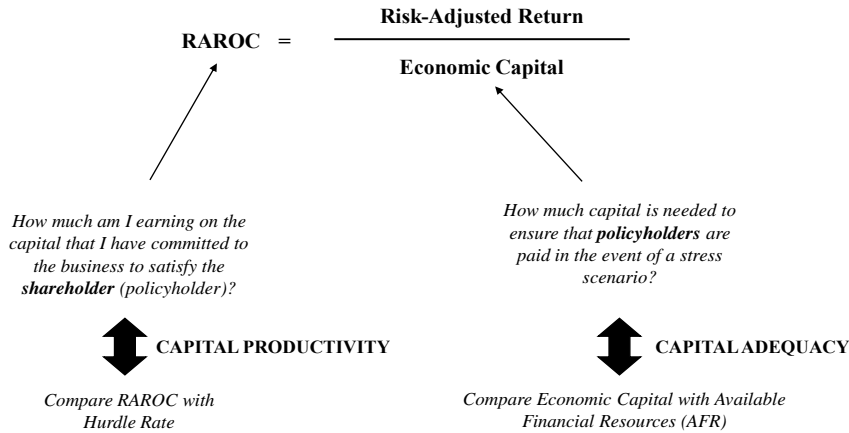 Risk-Adjusted Return
RAROC =
Economic Capital
How much am I earning on the
capital that I have committed to
the business to satisfy the
shareholder (policyholder)?
How much capital is needed to
ensure that policyholders are
paid in the event of a stress
scenario?
CAPITAL PRODUCTIVITY
CAPITAL ADEQUACY
Compare RAROC with
Hurdle Rate
Compare Economic Capital with Available
Financial Resources (AFR)